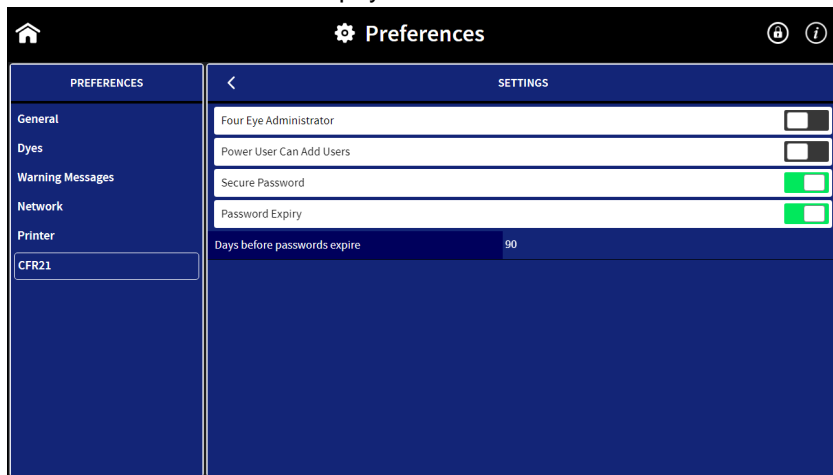 Preferences
PREFERENCES
SETTINGS
General
Dyes
Warning Messages
Network
Printer
CFR21
Four Eye Administrator
Power User Can Add Users
Secure Password
Password Expiry
Days before passwords expire 90